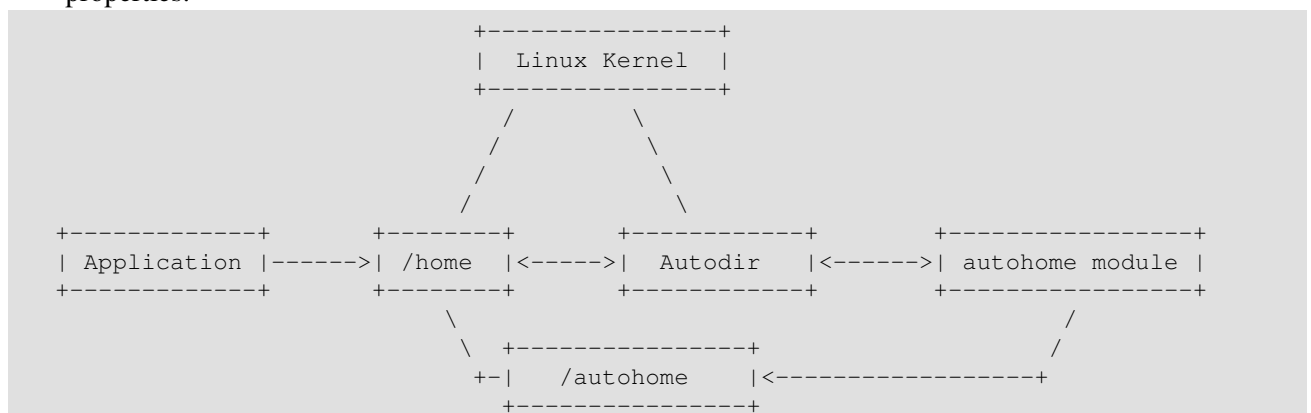 properties.
+----------------+
|  Linux Kernel  |
+----------------+
/        \
/          \
/            \
/              \
+-------------+       +--------+       +------------+        +-----------------+
| Application |------>| /home  |<----->|  Autodir   |<------>| autohome module |
+-------------+       +--------+       +------------+        +-----------------+
\                                          /
\  +----------------+                    /
+-|   /autohome    |<------------------+
+----------------+